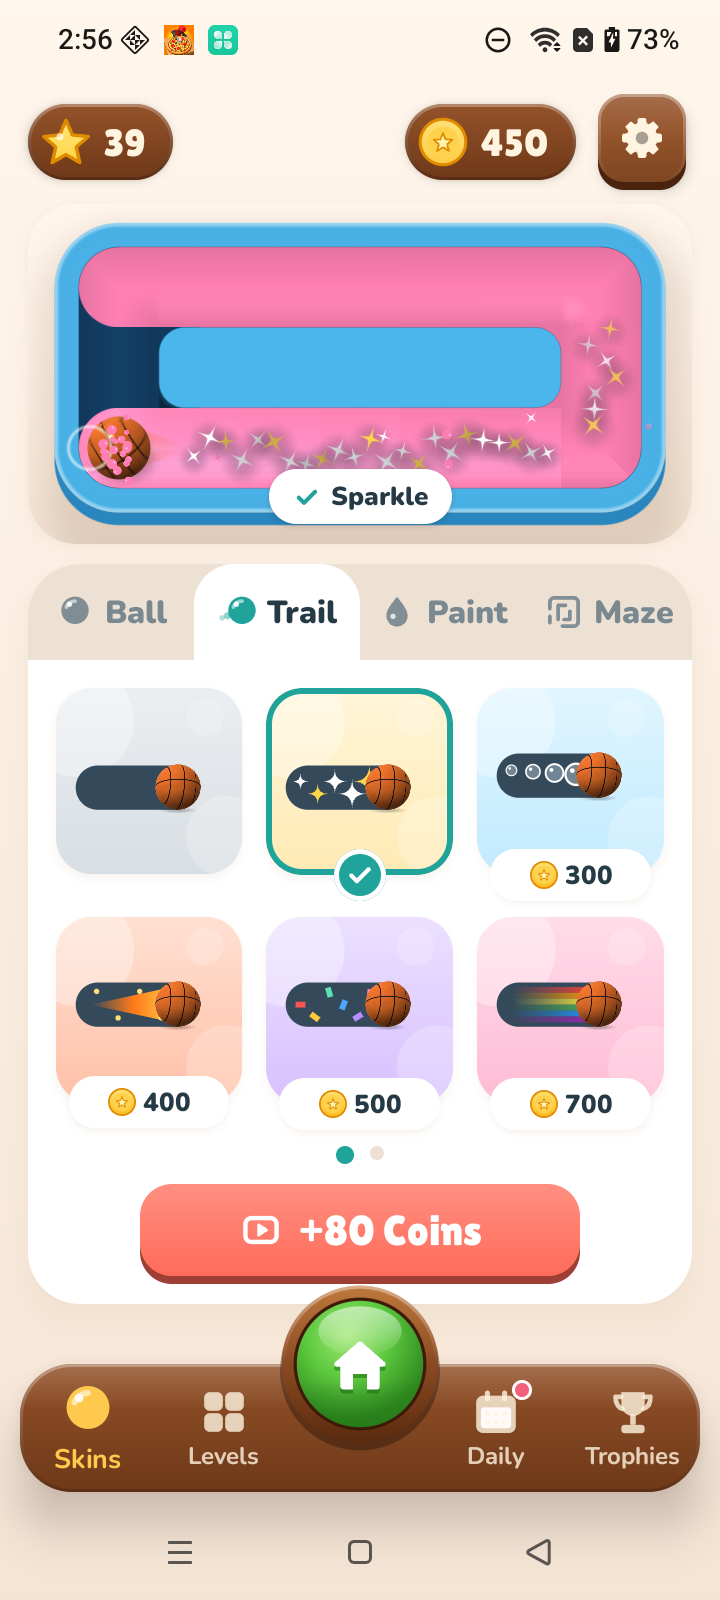 2:56
73%
39
450
Sparkle
Ball
Trail
Paint
Maze
300
400
500
700
+80 Coins
Skins
Levels
Daily
Trophies